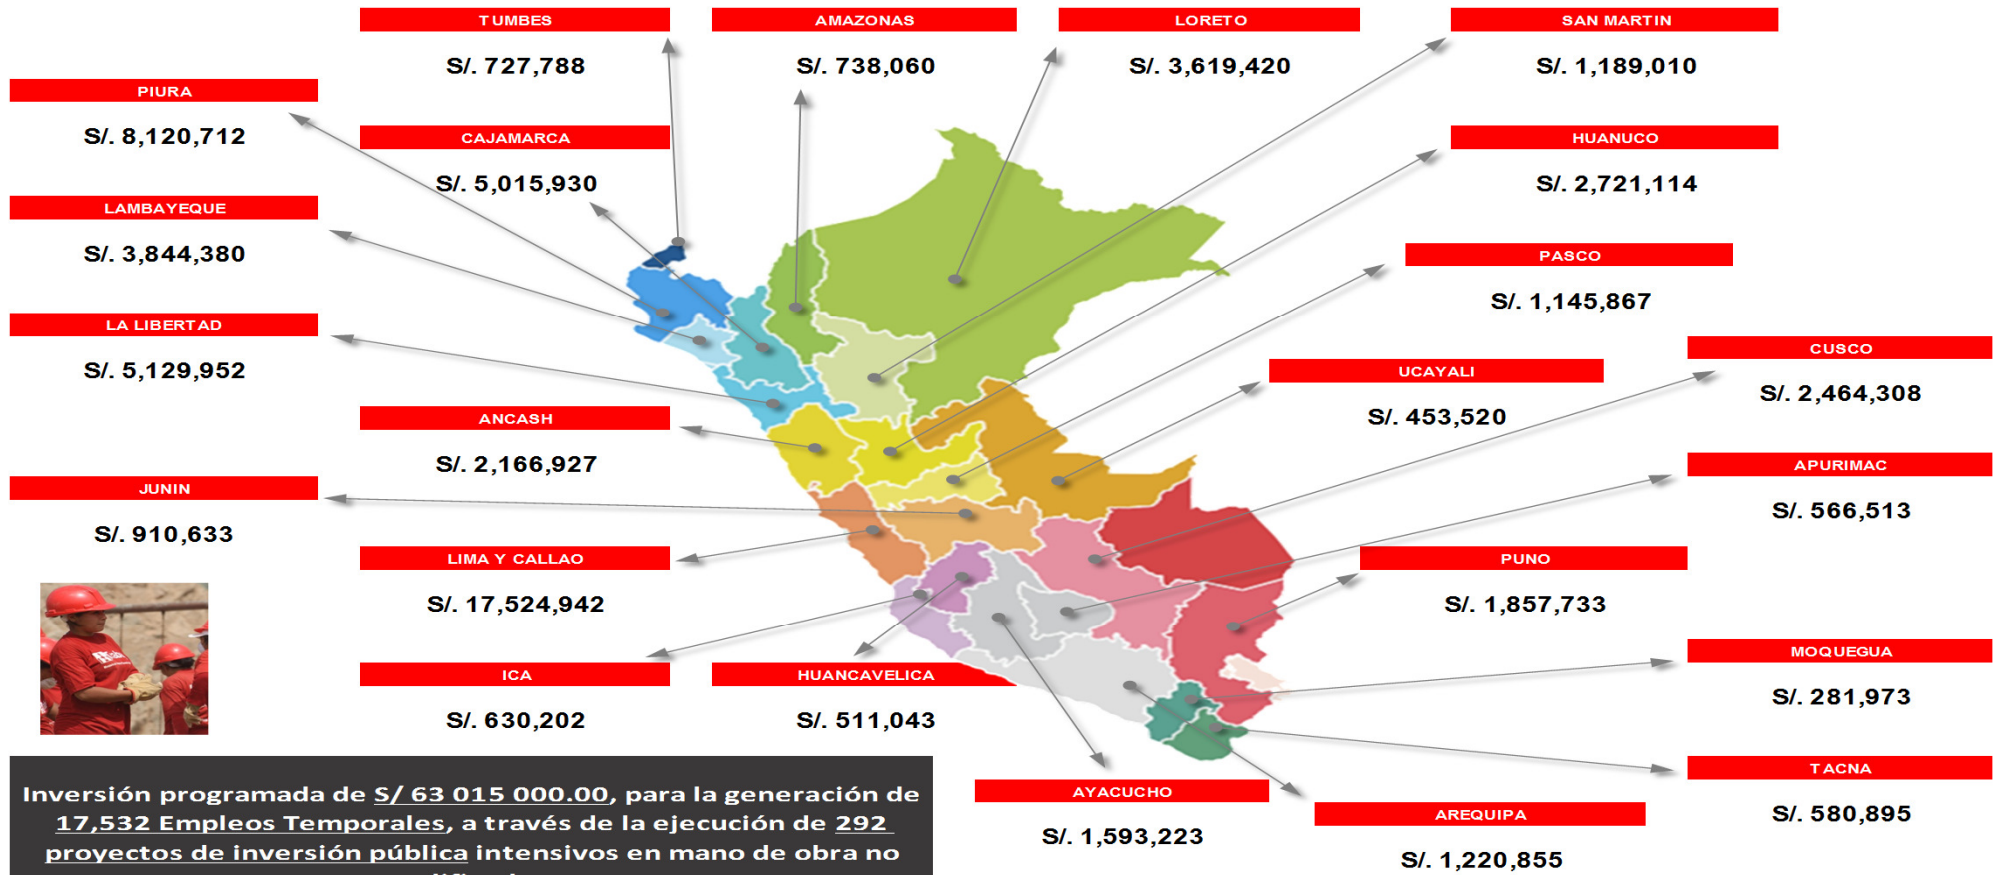 TUMBES
S/. 727,788
AMAZONAS
S/. 738,060
LORETO
S/. 3,619,420
SAN MARTIN
S/. 1,189,010
PIURA
S/. 8,120,712
CAJAMARCA
S/. 5,015,930
HUANUCO
S/. 2,721,114
LAMBAYEQUE
S/. 3,844,380
PASCO
S/. 1,145,867
LA LIBERTAD
S/. 5,129,952
CUSCO
S/. 2,464,308
UCAYALI
S/. 453,520
ANCASH
S/. 2,166,927
APURIMAC
S/. 566,513
JUNIN
S/. 910,633
LIMA Y CALLAO
S/. 17,524,942
PUNO
S/. 1,857,733
ICA
S/. 630,202
HUANCAVELICA
S/. 511,043
MOQUEGUA
S/. 281,973
TACNA
S/. 580,895
AYACUCHO
S/. 1,593,223
AREQUIPA
S/. 1,220,855
Inversión programada de S/ 63 015 000.00, para la generación de
17,532 Empleos Temporales, a través de la ejecución de 292
proyectos de inversión pública intensivos en mano de obra no